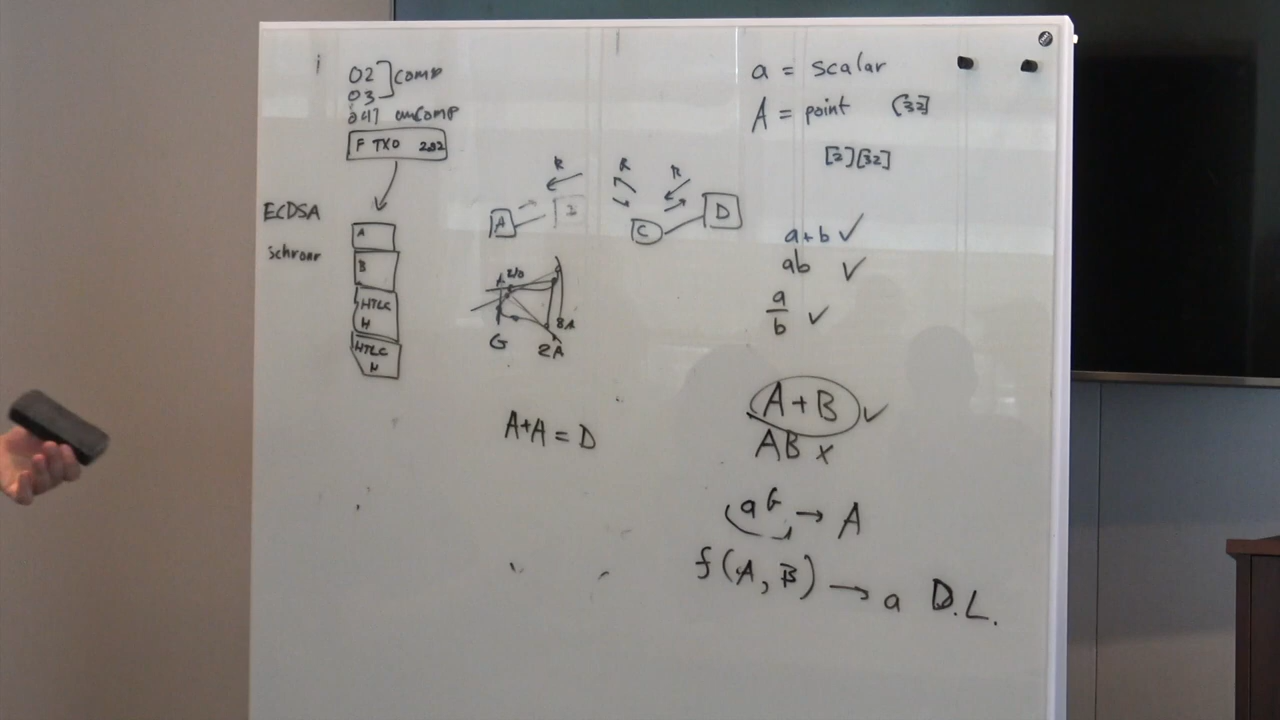 02
03
comp
04 uncomp
F TXO 2of2
ECDSA
Schnorr
A
B
HTLC
H
HTLC
N
R
R
R
A
B
C
D
G
2A
8A
A+A = D
a = scalar
A = point [32]
[2][32]
a+b ✓
ab ✓
a
b ✓
A+B ✓
AB x
aG → A
f(A, B) → a D.L.